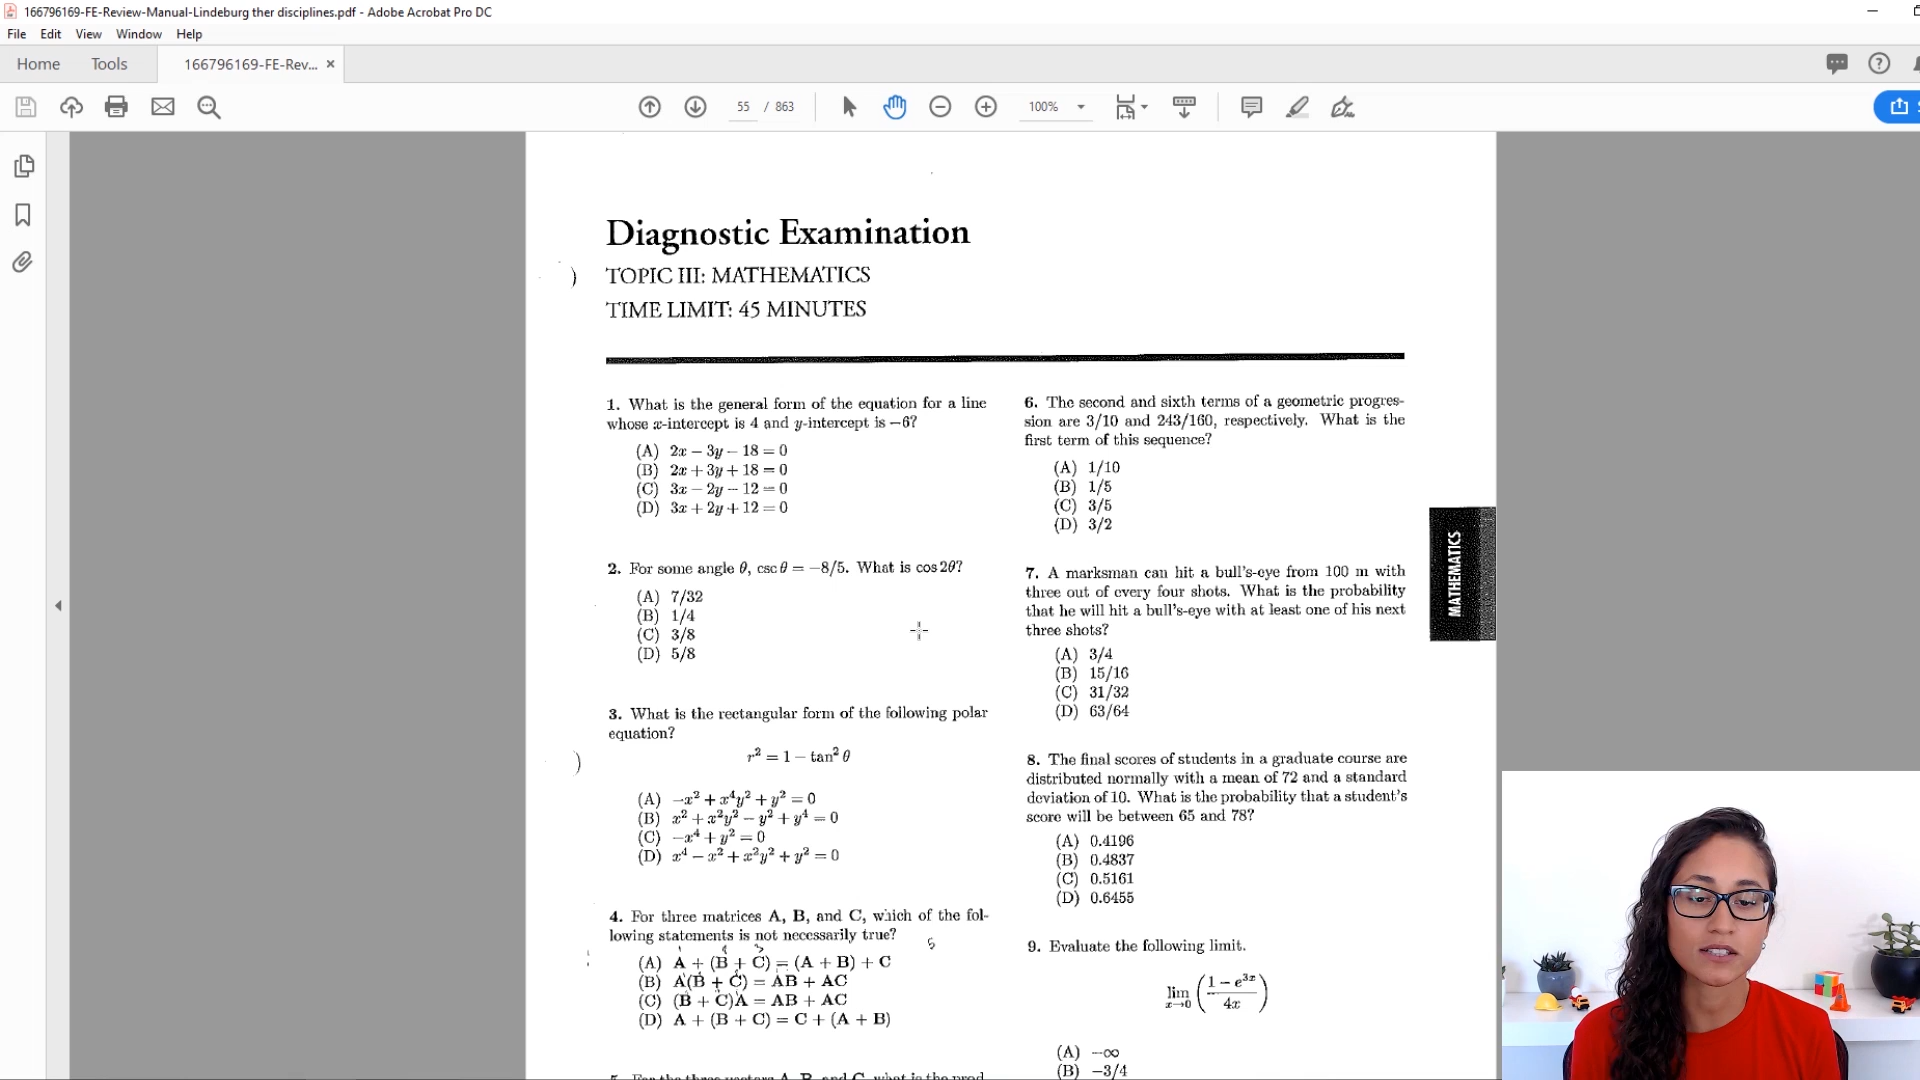 166796169-FE-Review-Manual-Lindeburg ther disciplines.pdf - Adobe Acrobat Pro DC
File Edit View Window Help
Home Tools 166796169-FE-Rev... ×
55 / 863 100%
Diagnostic Examination
TOPIC III: MATHEMATICS
TIME LIMIT: 45 MINUTES
1. What is the general form of the equation for a line
whose x-intercept is 4 and y-intercept is −6?
(A) 2x − 3y − 18 = 0
(B) 2x + 3y + 18 = 0
(C) 3x − 2y − 12 = 0
(D) 3x + 2y + 12 = 0
2. For some angle θ, csc θ = −8/5. What is cos 2θ?
(A) 7/32
(B) 1/4
(C) 3/8
(D) 5/8
3. What is the rectangular form of the following polar
equation?
r² = 1 − tan² θ
(A) −x² + x⁴y² + y² = 0
(B) x² + x²y² − y² + y⁴ = 0
(C) −x⁴ + y² = 0
(D) x⁴ − x² + x²y² + y² = 0
4. For three matrices A, B, and C, which of the fol-
lowing statements is not necessarily true?
(A) A + (B + C) = (A + B) + C
(B) A(B + C) = AB + AC
(C) (B + C)A = AB + AC
(D) A + (B + C) = C + (A + B)
6. The second and sixth terms of a geometric progres-
sion are 3/10 and 243/160, respectively. What is the
first term of this sequence?
(A) 1/10
(B) 1/5
(C) 3/5
(D) 3/2
7. A marksman can hit a bull's-eye from 100 m with
three out of every four shots. What is the probability
that he will hit a bull's-eye with at least one of his next
three shots?
(A) 3/4
(B) 15/16
(C) 31/32
(D) 63/64
8. The final scores of students in a graduate course are
distributed normally with a mean of 72 and a standard
deviation of 10. What is the probability that a student's
score will be between 65 and 78?
(A) 0.4196
(B) 0.4837
(C) 0.5161
(D) 0.6455
9. Evaluate the following limit.
lim x→0 ( 1 − e³ˣ / 4x )
(A) −∞
(B) −3/4
MATHEMATICS